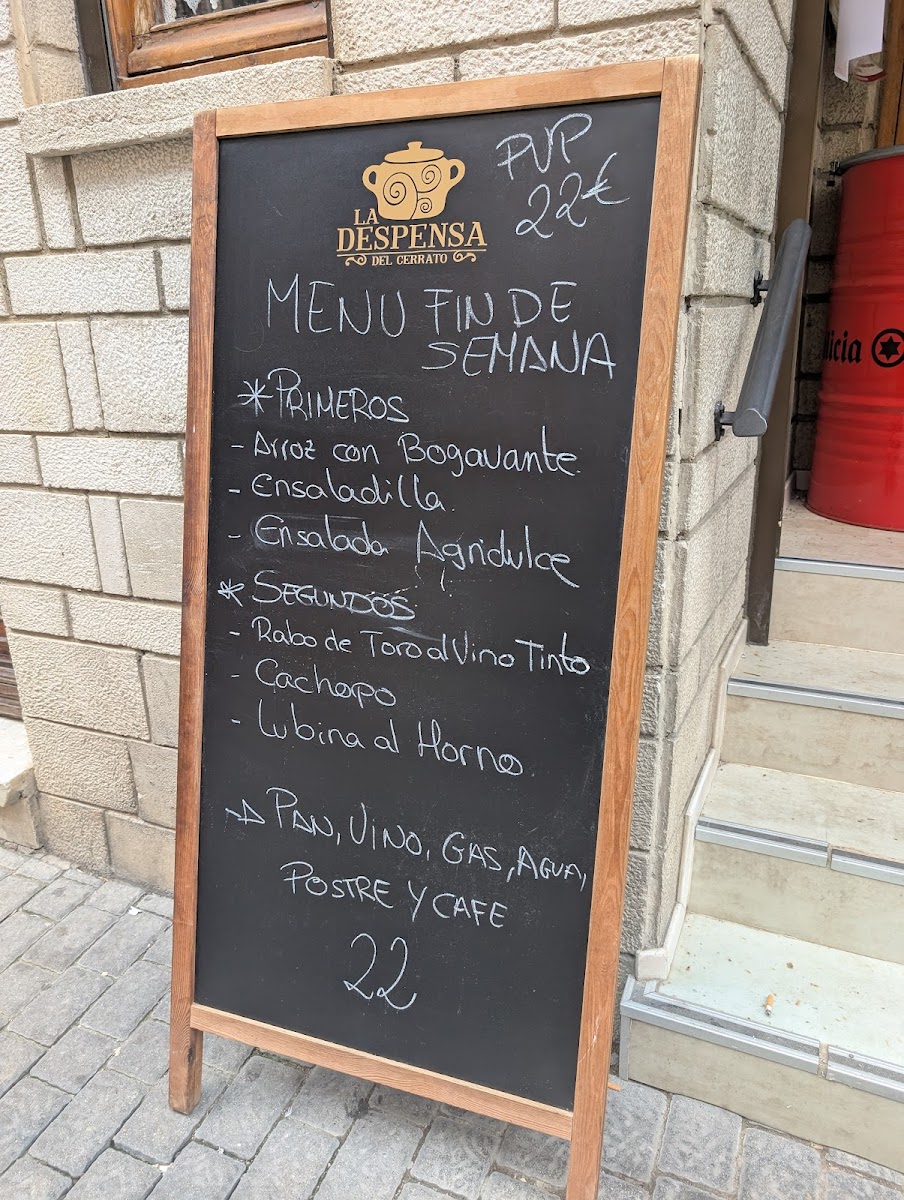 PVP
22€
LA
DESPENSA
DEL CERRATO
MENU FIN DE
SEMANA
* PRIMEROS
- Arroz con Bogavante.
- Ensaladilla.
- Ensalada Agridulce
* SEGUNDOS
- Rabo de Toro al Vino Tinto
- Cachopo
- Lubina al Horno.
→ PAN, VINO, GAS, AGUA,
POSTRE Y CAFE
22
licia